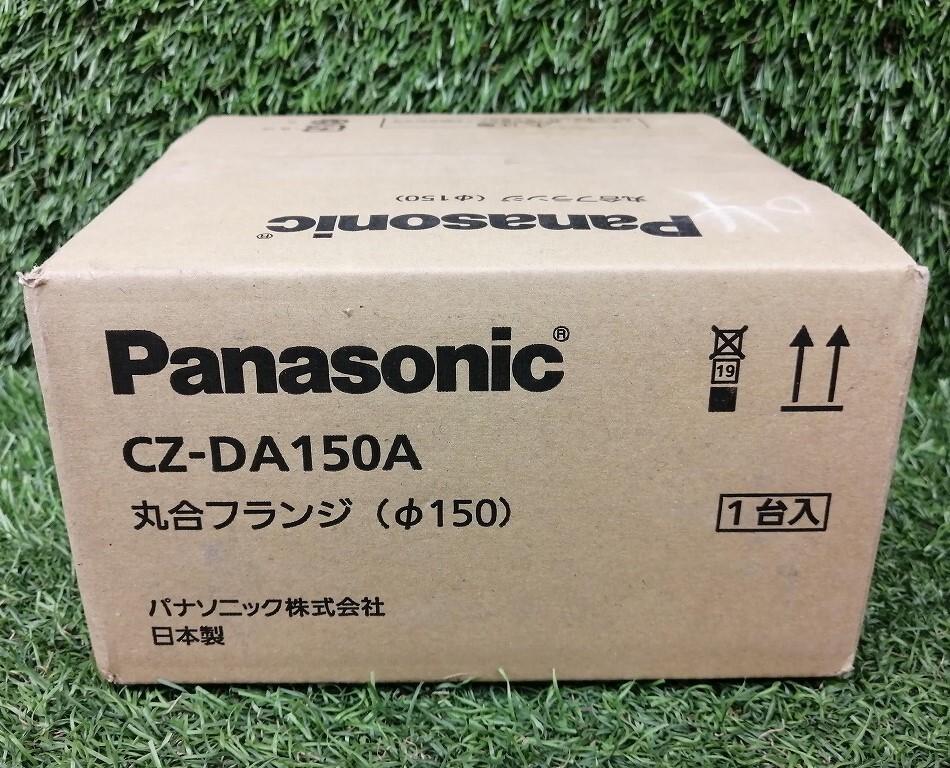 丸合フランジ（φ150）
Panasonic®
Panasonic®
19
CZ-DA150A
丸合フランジ（φ150）
1台入
パナソニック株式会社
日本製